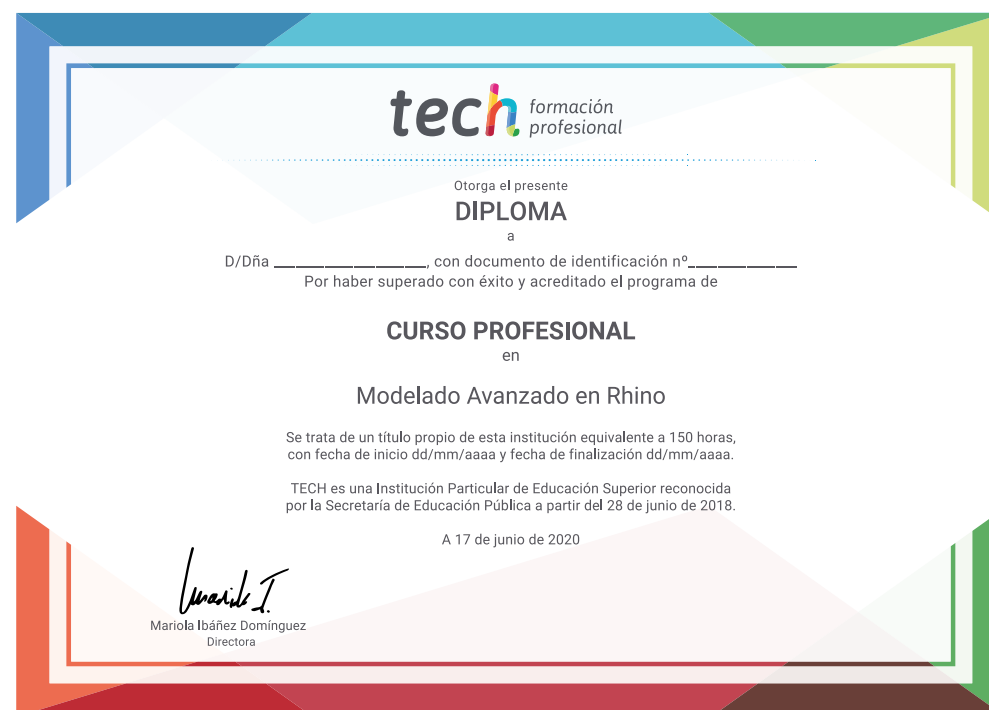 tech formación
profesional
Otorga el presente
DIPLOMA
a
D/Dña ______________, con documento de identificación nº__________
Por haber superado con éxito y acreditado el programa de
CURSO PROFESIONAL
en
Modelado Avanzado en Rhino
Se trata de un título propio de esta institución equivalente a 150 horas,
con fecha de inicio dd/mm/aaaa y fecha de finalización dd/mm/aaaa.
TECH es una Institución Particular de Educación Superior reconocida
por la Secretaría de Educación Pública a partir del 28 de junio de 2018.
A 17 de junio de 2020
Mariola Ibáñez Domínguez
Directora